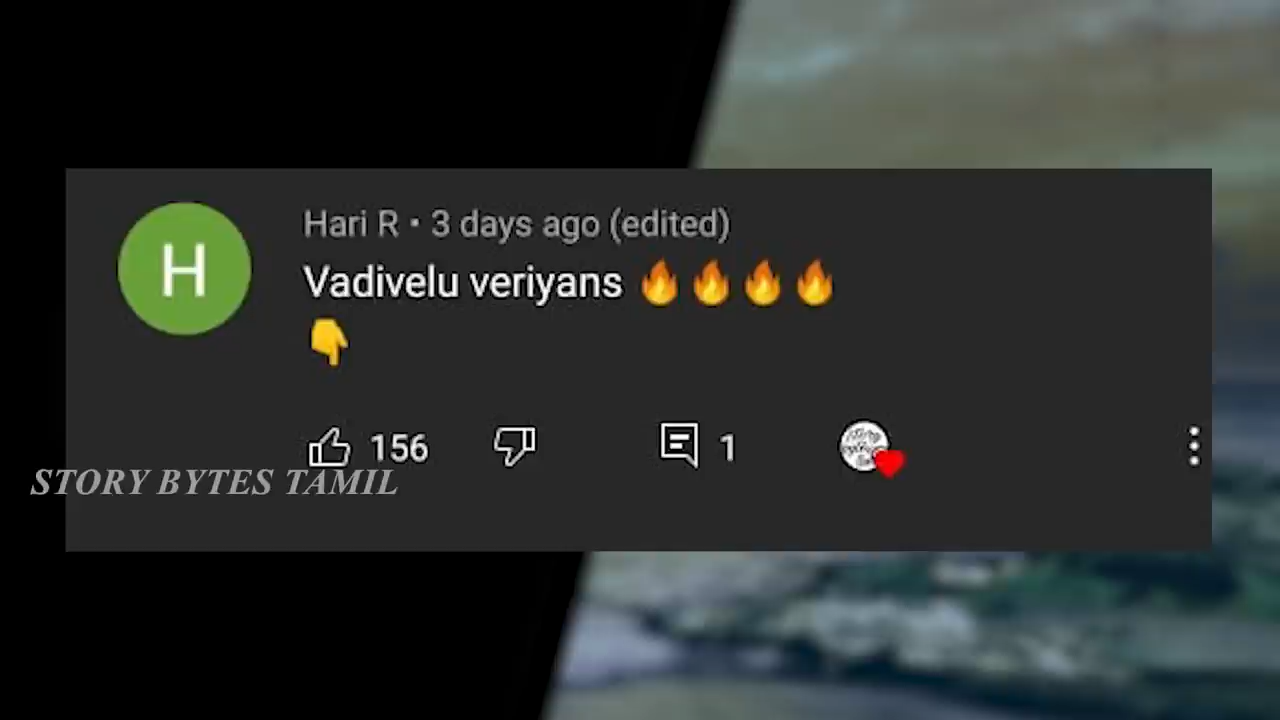 H
Hari R • 3 days ago (edited)
Vadivelu veriyans 🔥🔥🔥🔥
👇
156 1
STORY BYTES TAMIL